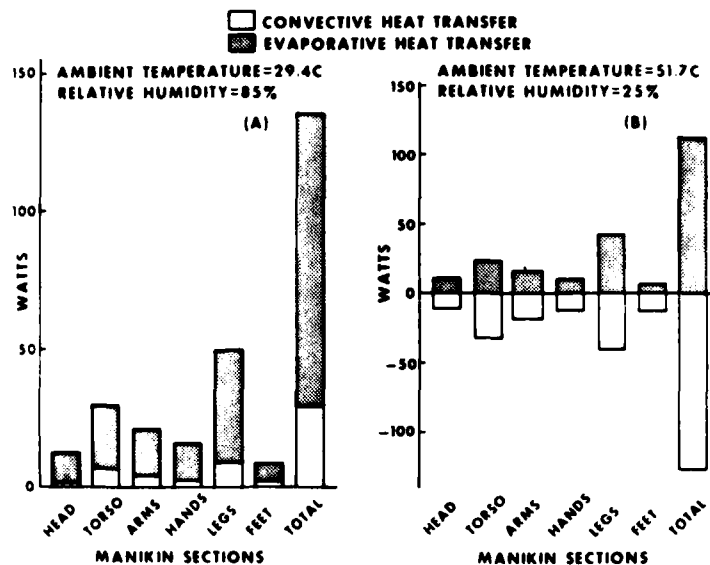 CONVECTIVE HEAT TRANSFER
EVAPORATIVE HEAT TRANSFER
AMBIENT TEMPERATURE=29.4C
RELATIVE HUMIDITY=85%
(A)
150
100
50
0
WATTS
HEAD
TORSO
ARMS
HANDS
LEGS
FEET
TOTAL
MANIKIN SECTIONS
AMBIENT TEMPERATURE=51.7C
RELATIVE HUMIDITY=25%
(B)
150
100
50
0
-50
-100
WATTS
HEAD
TORSO
ARMS
HANDS
LEGS
FEET
TOTAL
MANIKIN SECTIONS